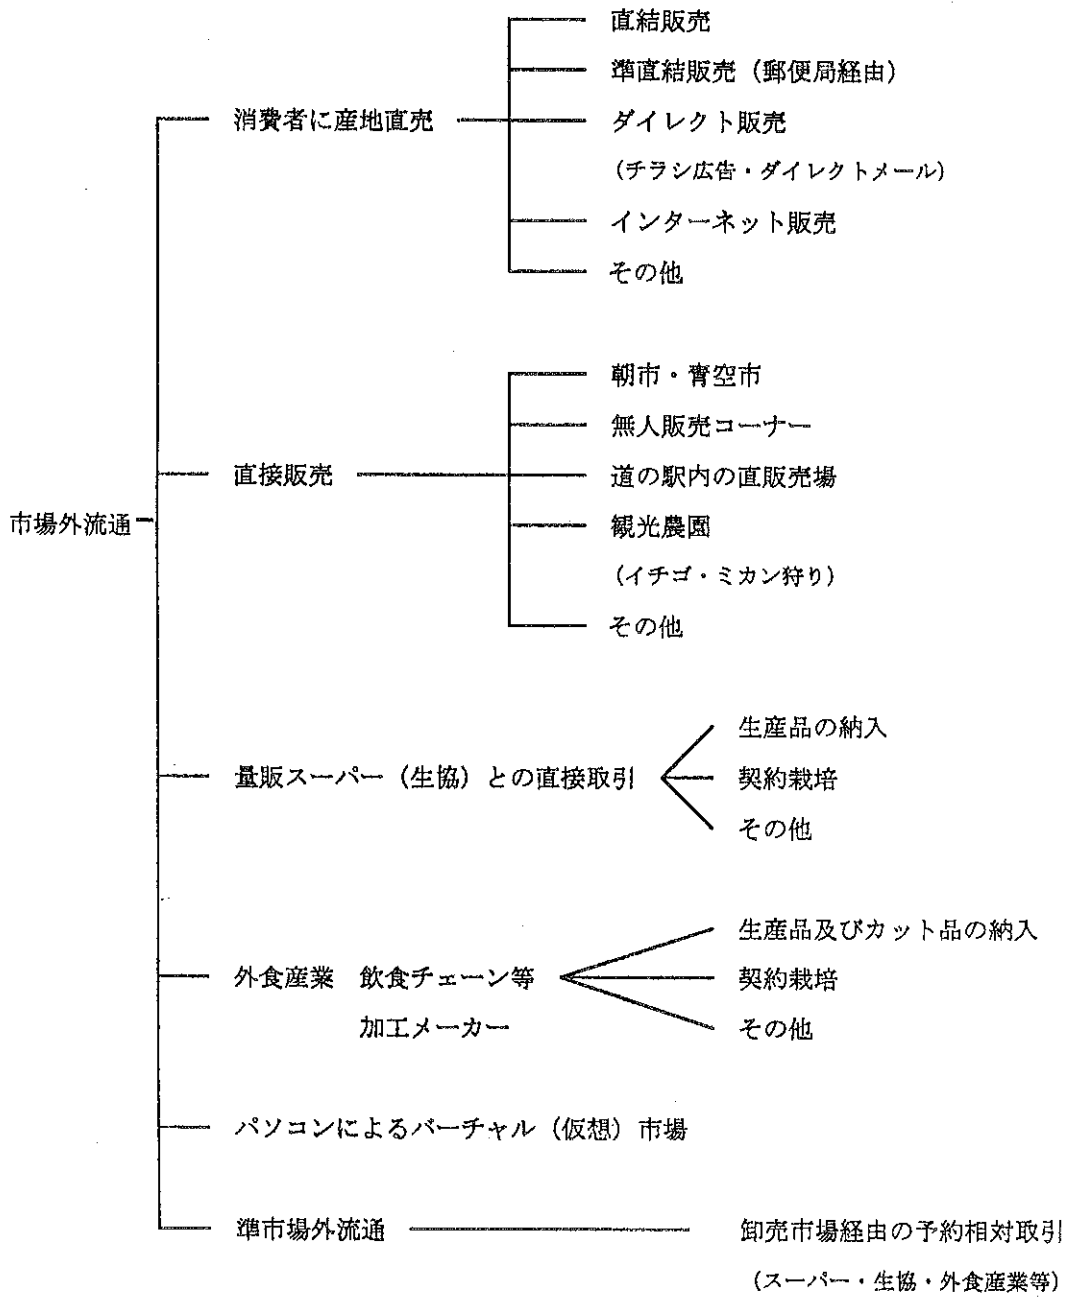 市場外流通
消費者に産地直売
直結販売
準直結販売（郵便局経由）
ダイレクト販売
（チラシ広告・ダイレクトメール）
インターネット販売
その他
直接販売
朝市・青空市
無人販売コーナー
道の駅内の直販売場
観光農園
（イチゴ・ミカン狩り）
その他
量販スーパー（生協）との直接取引
生産品の納入
契約栽培
その他
外食産業　飲食チェーン等
加工メーカー
生産品及びカット品の納入
契約栽培
その他
パソコンによるバーチャル（仮想）市場
準市場外流通
卸売市場経由の予約相対取引
（スーパー・生協・外食産業等）